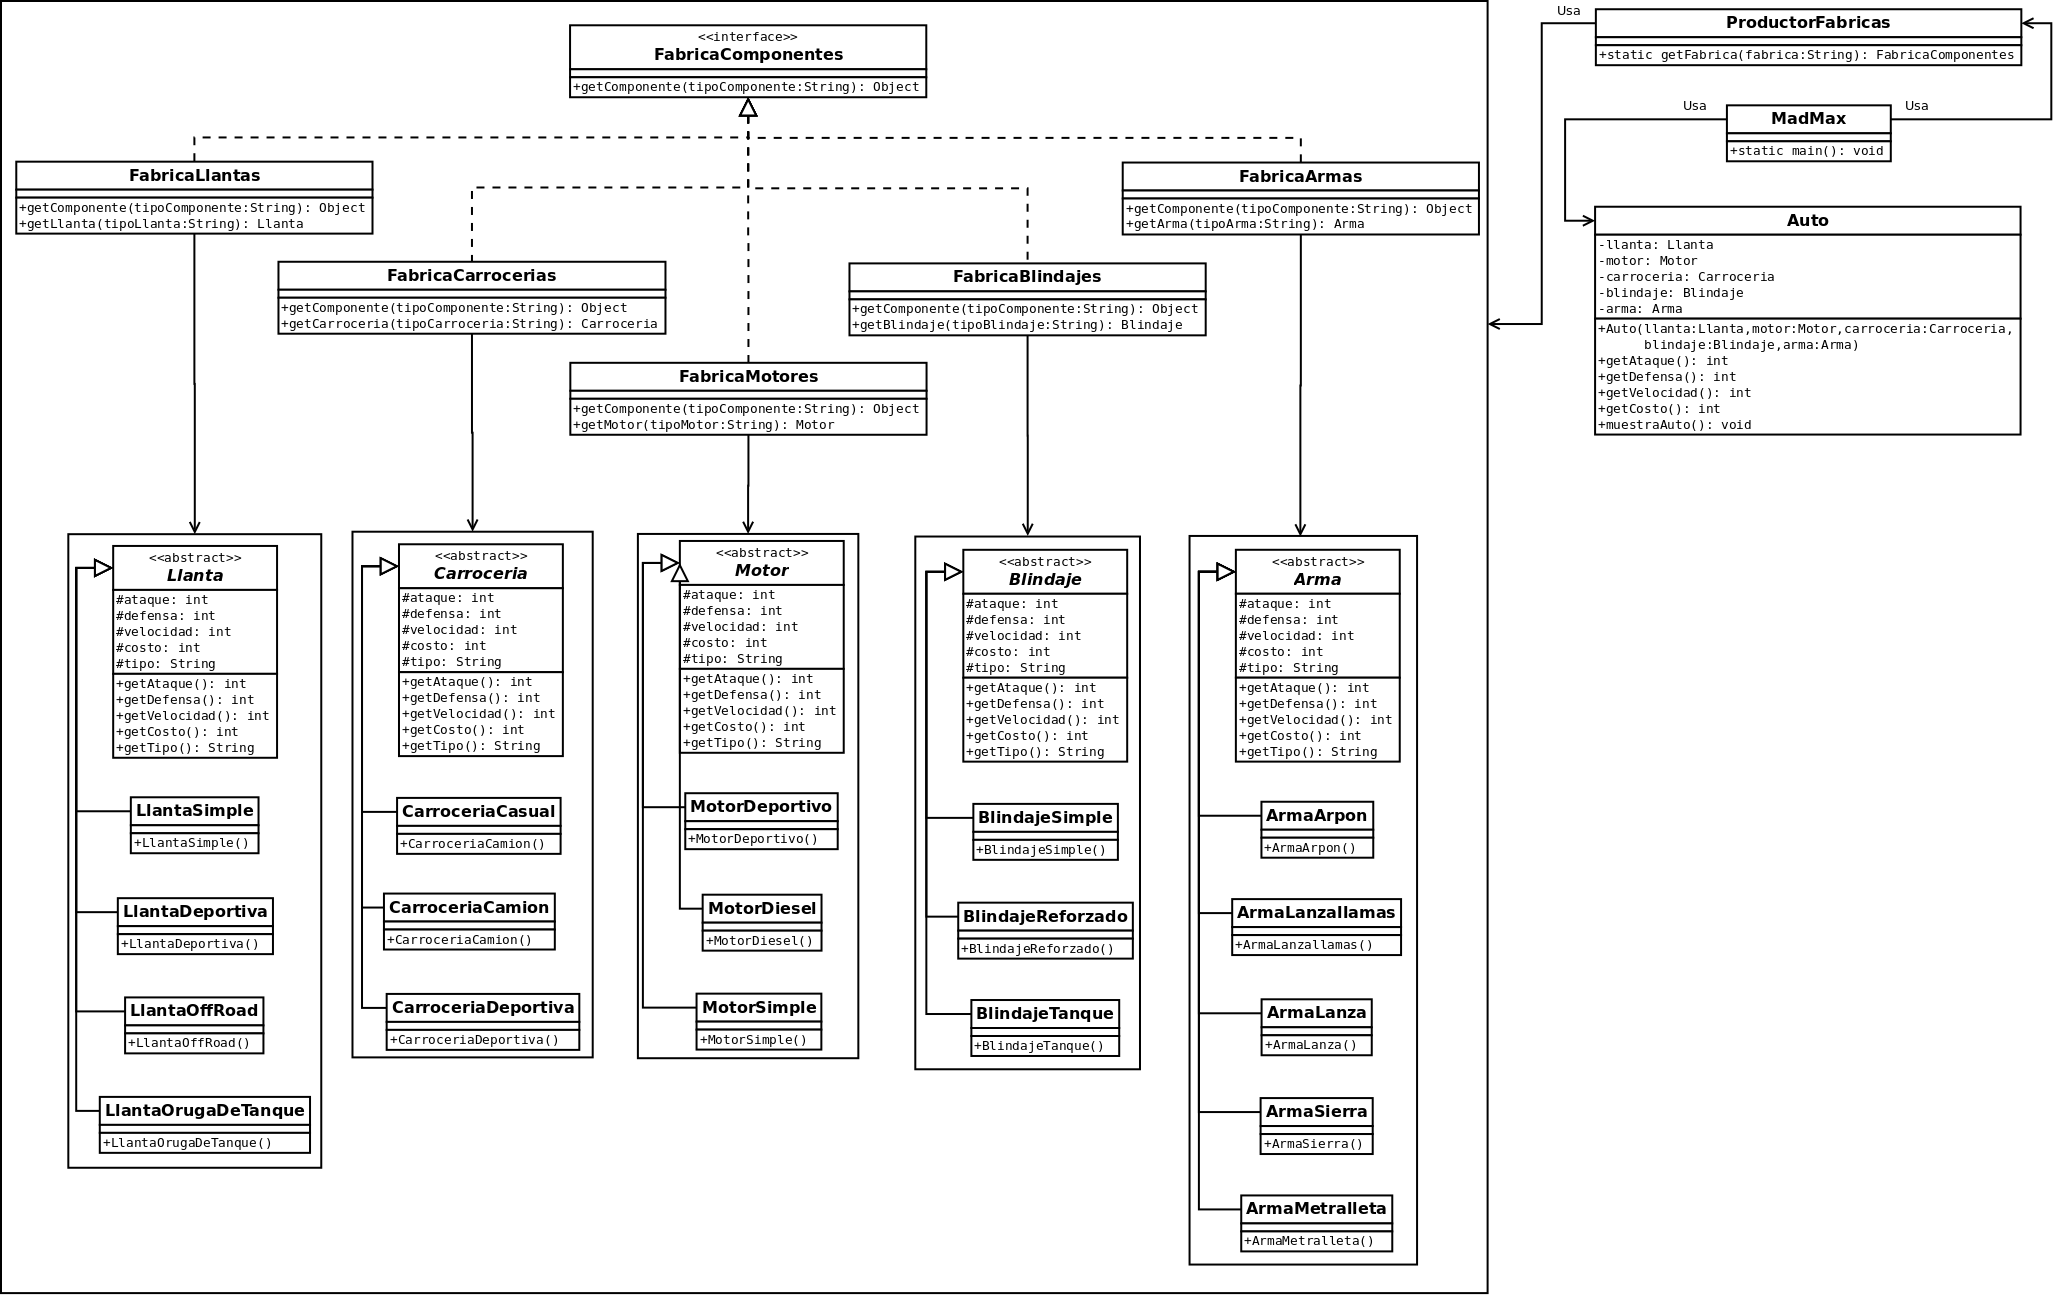 <<interface>>
FabricaComponentes
+getComponente(tipoComponente:String): Object
FabricaLlantas
+getComponente(tipoComponente:String): Object
+getLlanta(tipoLlanta:String): Llanta
FabricaCarrocerias
+getComponente(tipoComponente:String): Object
+getCarroceria(tipoCarroceria:String): Carroceria
FabricaMotores
+getComponente(tipoComponente:String): Object
+getMotor(tipoMotor:String): Motor
FabricaBlindajes
+getComponente(tipoComponente:String): Object
+getBlindaje(tipoBlindaje:String): Blindaje
FabricaArmas
+getComponente(tipoComponente:String): Object
+getArma(tipoArma:String): Arma
<<abstract>>
Llanta
#ataque: int
#defensa: int
#velocidad: int
#costo: int
#tipo: String
+getAtaque(): int
+getDefensa(): int
+getVelocidad(): int
+getCosto(): int
+getTipo(): String
LlantaSimple
+LlantaSimple()
LlantaDeportiva
+LlantaDeportiva()
LlantaOffRoad
+LlantaOffRoad()
LlantaOrugaDeTanque
+LlantaOrugaDeTanque()
<<abstract>>
Carroceria
#ataque: int
#defensa: int
#velocidad: int
#costo: int
#tipo: String
+getAtaque(): int
+getDefensa(): int
+getVelocidad(): int
+getCosto(): int
+getTipo(): String
CarroceriaCasual
+CarroceriaCamion()
CarroceriaCamion
+CarroceriaCamion()
CarroceriaDeportiva
+CarroceriaDeportiva()
<<abstract>>
Motor
#ataque: int
#defensa: int
#velocidad: int
#costo: int
#tipo: String
+getAtaque(): int
+getDefensa(): int
+getVelocidad(): int
+getCosto(): int
+getTipo(): String
MotorDeportivo
+MotorDeportivo()
MotorDiesel
+MotorDiesel()
MotorSimple
+MotorSimple()
<<abstract>>
Blindaje
#ataque: int
#defensa: int
#velocidad: int
#costo: int
#tipo: String
+getAtaque(): int
+getDefensa(): int
+getVelocidad(): int
+getCosto(): int
+getTipo(): String
BlindajeSimple
+BlindajeSimple()
BlindajeReforzado
+BlindajeReforzado()
BlindajeTanque
+BlindajeTanque()
<<abstract>>
Arma
#ataque: int
#defensa: int
#velocidad: int
#costo: int
#tipo: String
+getAtaque(): int
+getDefensa(): int
+getVelocidad(): int
+getCosto(): int
+getTipo(): String
ArmaArpon
+ArmaArpon()
ArmaLanzallamas
+ArmaLanzallamas()
ArmaLanza
+ArmaLanza()
ArmaSierra
+ArmaSierra()
ArmaMetralleta
+ArmaMetralleta()
Usa
ProductorFabricas
+static getFabrica(fabrica:String): FabricaComponentes
Usa
MadMax
+static main(): void
Usa
Auto
-llanta: Llanta
-motor: Motor
-carroceria: Carroceria
-blindaje: Blindaje
-arma: Arma
+Auto(llanta:Llanta,motor:Motor,carroceria:Carroceria,
blindaje:Blindaje,arma:Arma)
+getAtaque(): int
+getDefensa(): int
+getVelocidad(): int
+getCosto(): int
+muestraAuto(): void